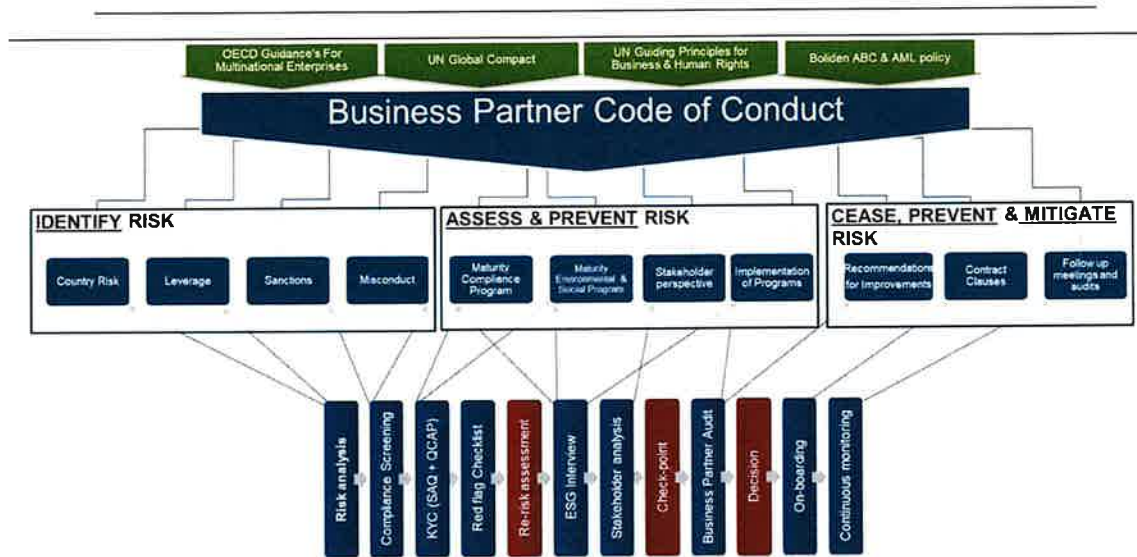 OECD Guidance's For
Multinational Enterprises
UN Global Compact
UN Guiding Principles for
Business & Human Rights
Boliden ABC & AML policy
Business Partner Code of Conduct
IDENTIFY RISK
Country Risk
Leverage
Sanctions
Misconduct
ASSESS & PREVENT RISK
Maturity
Compliance
Program
Maturity
Environmental &
Social Program
Stakeholder
perspective
Implementation
of Programs
CEASE, PREVENT & MITIGATE
RISK
Recommendations
for Improvements
Contract
Clauses
Follow up
meetings and
audits
Risk analysis
Compliance Screening
KYC (SAQ + QCAP)
Red flag Checklist
Re-risk assessment
ESG Interview
Stakeholder analysis
Check-point
Business Partner Audit
Decision
On-boarding
Continuous monitoring